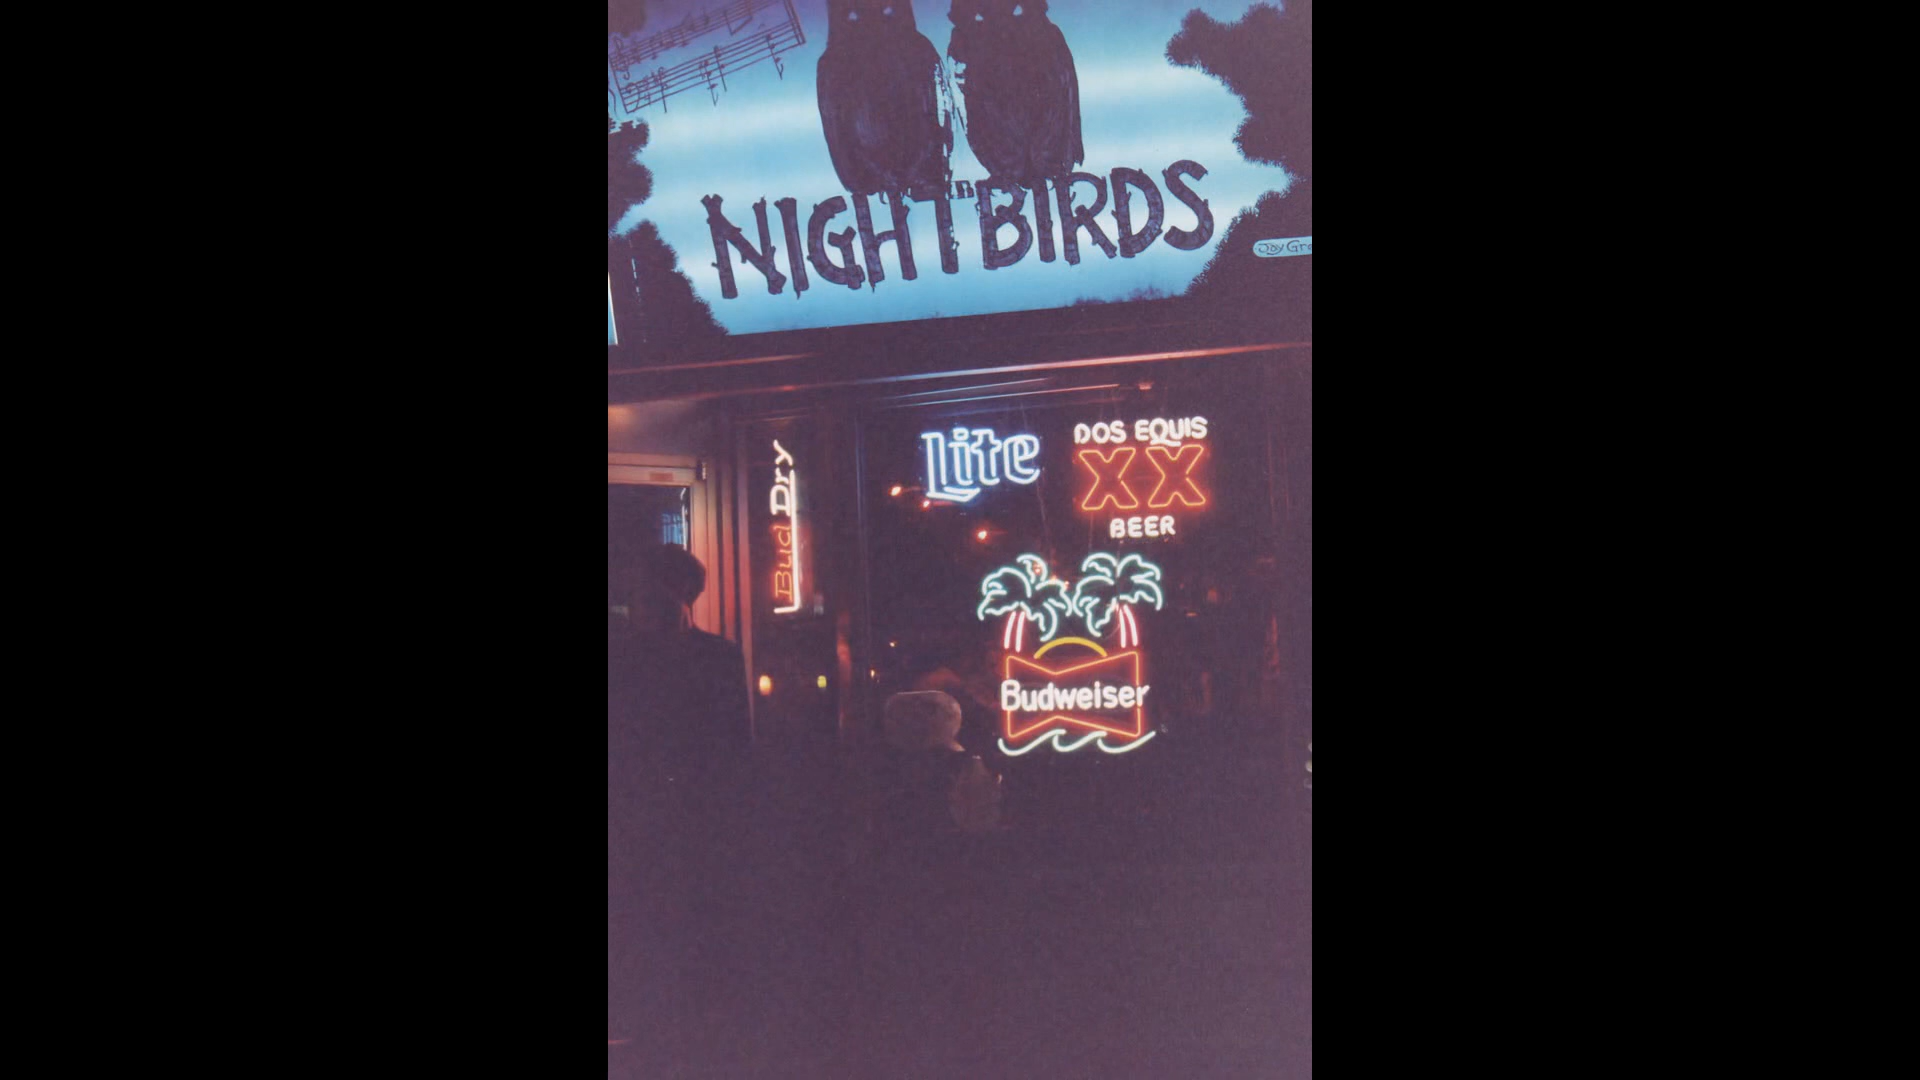 NIGHTBIRDS
Lite
DOS EQUIS
XX
BEER
Bud Dry
Budweiser